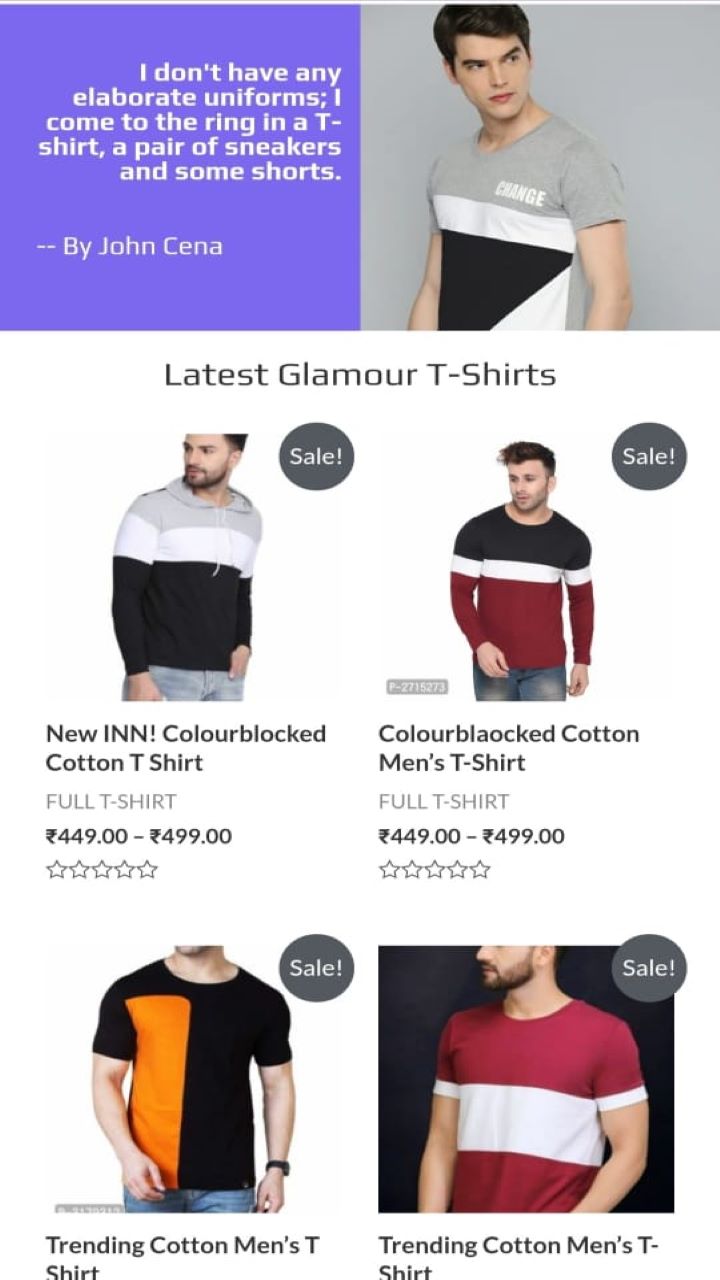 I don't have any
elaborate uniforms; I
come to the ring in a T-
shirt, a pair of sneakers
and some shorts.
-- By John Cena
CHANGE
Latest Glamour T-Shirts
Sale!
Sale!
P-2715273
New INN! Colourblocked
Cotton T Shirt
FULL T-SHIRT
₹449.00 – ₹499.00
Colourblaocked Cotton
Men’s T-Shirt
FULL T-SHIRT
₹449.00 – ₹499.00
Sale!
Sale!
Trending Cotton Men’s T
Shirt
Trending Cotton Men’s T-
Shirt